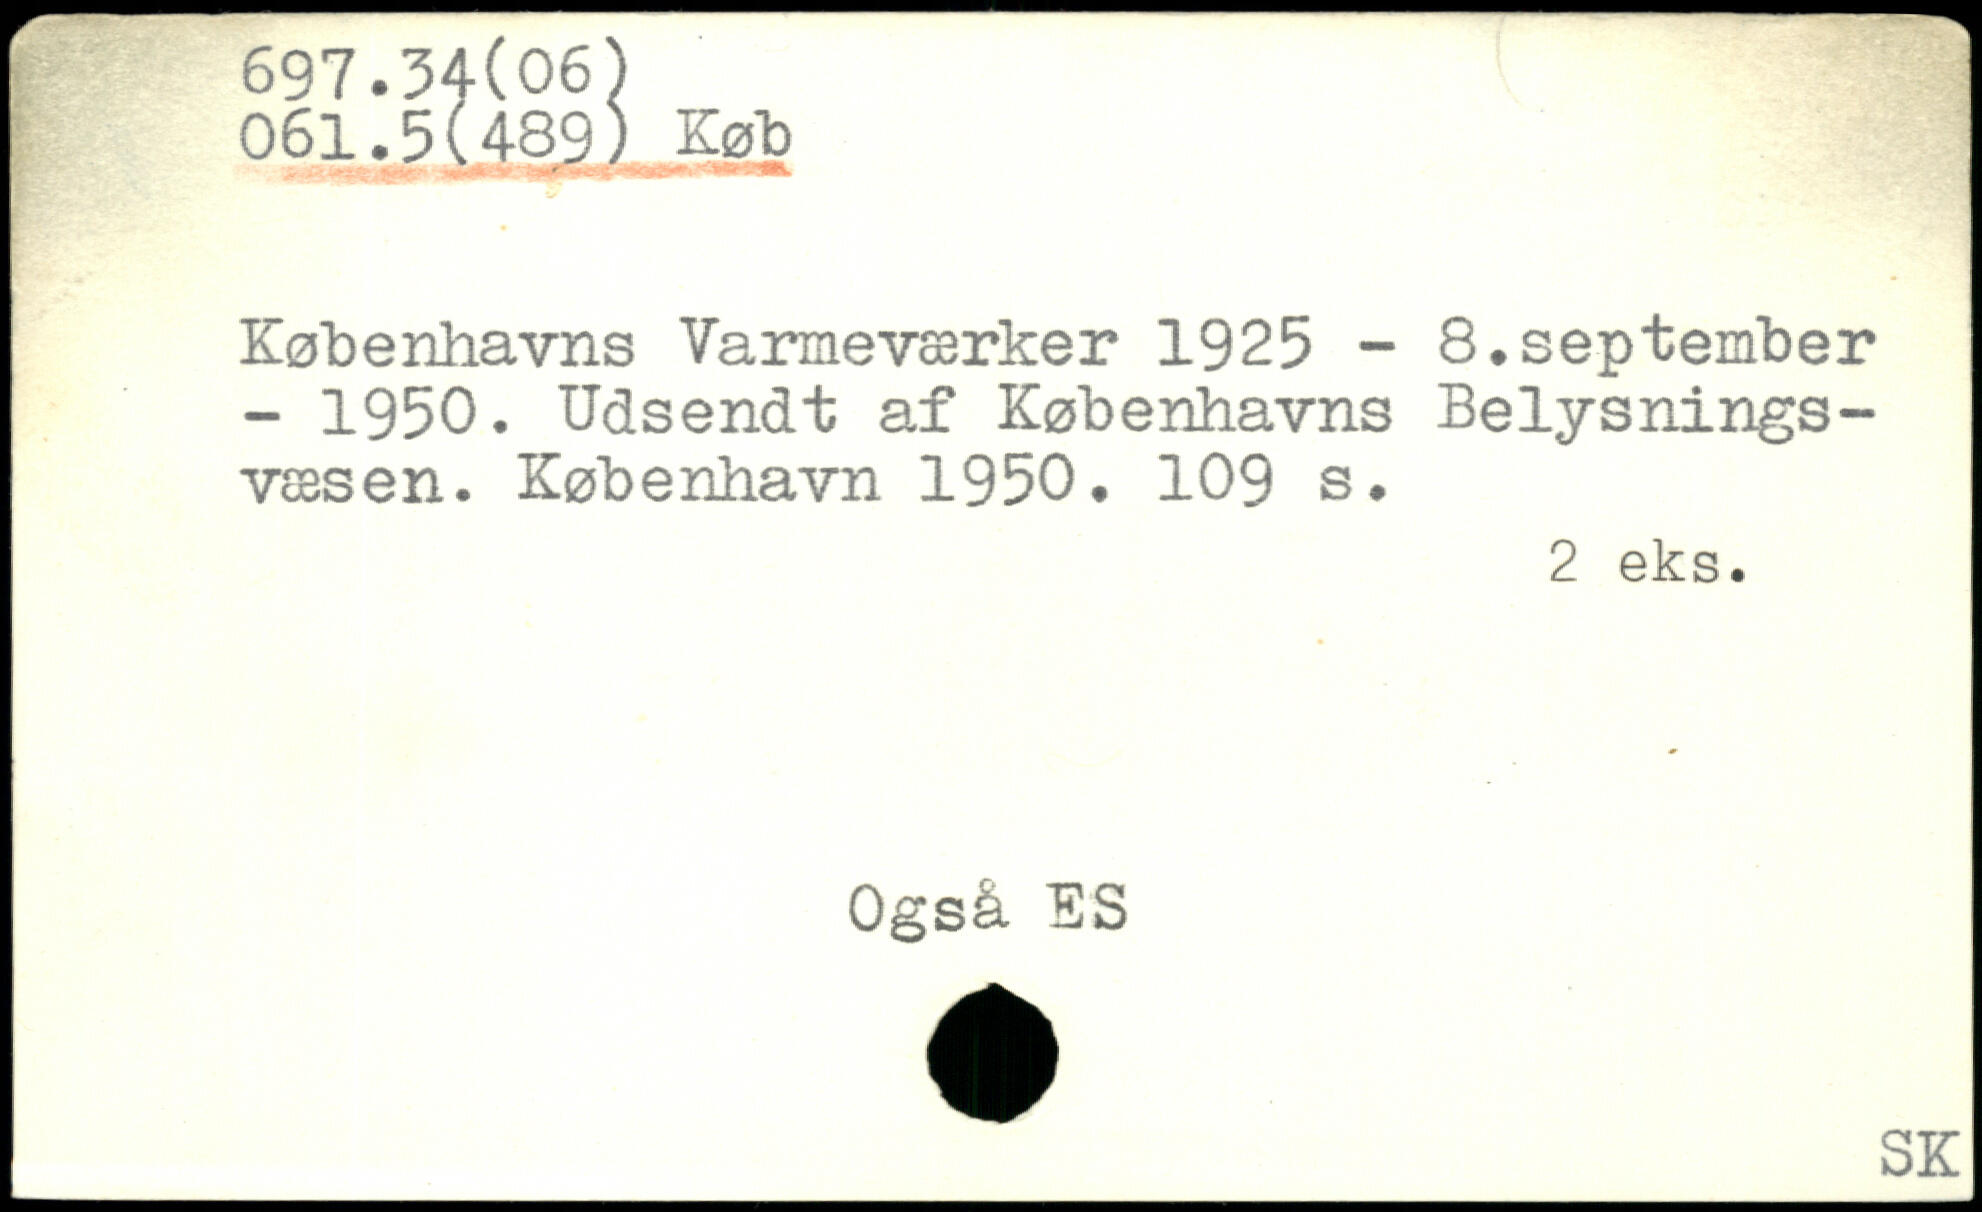 697.34(06)
061.5(489) Køb
Københavns Varmeværker 1925 - 8.september
- 1950. Udsendt af Københavns Belysnings-
væsen. København 1950. 109 s.
2 eks.
Også ES
SK